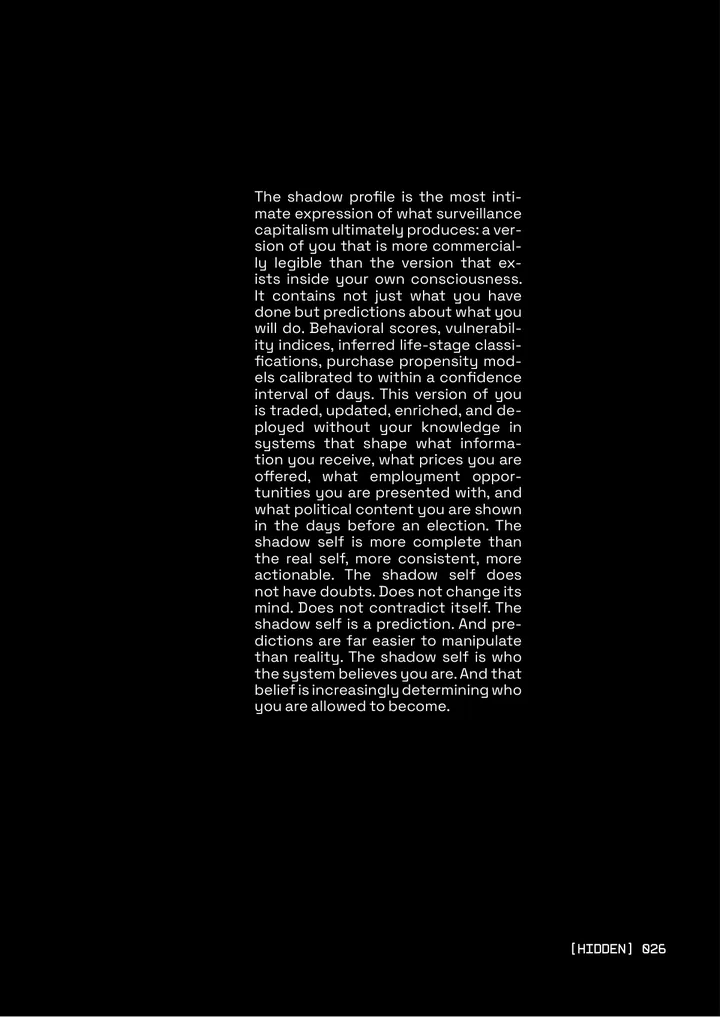 The shadow profile is the most inti-
mate expression of what surveillance
capitalism ultimately produces: a ver-
sion of you that is more commercial-
ly legible than the version that ex-
ists inside your own consciousness.
It contains not just what you have
done but predictions about what you
will do. Behavioral scores, vulnerabil-
ity indices, inferred life-stage classi-
fications, purchase propensity mod-
els calibrated to within a confidence
interval of days. This version of you
is traded, updated, enriched, and de-
ployed without your knowledge in
systems that shape what informa-
tion you receive, what prices you are
offered, what employment oppor-
tunities you are presented with, and
what political content you are shown
in the days before an election. The
shadow self is more complete than
the real self, more consistent, more
actionable. The shadow self does
not have doubts. Does not change its
mind. Does not contradict itself. The
shadow self is a prediction. And pre-
dictions are far easier to manipulate
than reality. The shadow self is who
the system believes you are. And that
belief is increasingly determining who
you are allowed to become.
[HIDDEN] 026